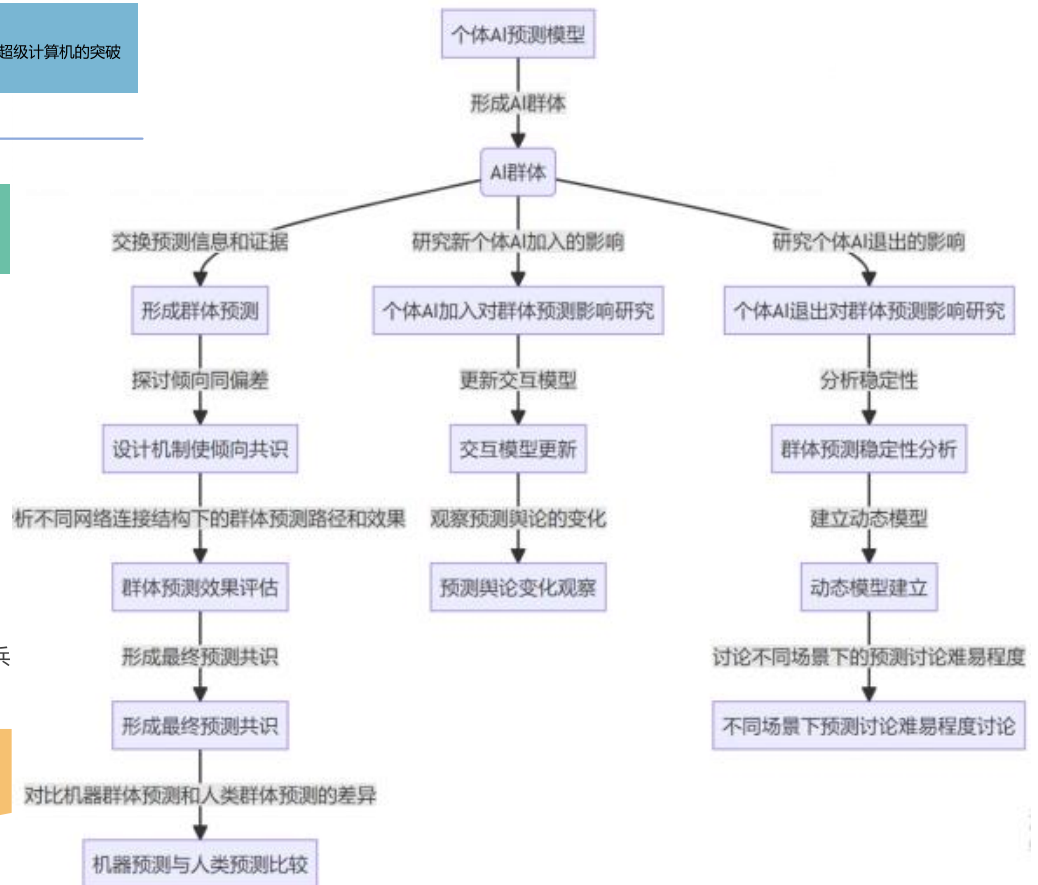 超级计算机的突破
个体AI预测模型
形成AI群体
AI群体
交换预测信息和证据
研究新个体AI加入的影响
研究个体AI退出的影响
形成群体预测
个体AI加入对群体预测影响研究
个体AI退出对群体预测影响研究
探讨倾向同偏差
更新交互模型
分析稳定性
设计机制使倾向共识
交互模型更新
群体预测稳定性分析
析不同网络连接结构下的群体预测路径和效果
观察预测舆论的变化
建立动态模型
群体预测效果评估
预测舆论变化观察
动态模型建立
兵
形成最终预测共识
讨论不同场景下的预测讨论难易程度
形成最终预测共识
不同场景下预测讨论难易程度讨论
对比机器群体预测和人类群体预测的差异
机器预测与人类预测比较